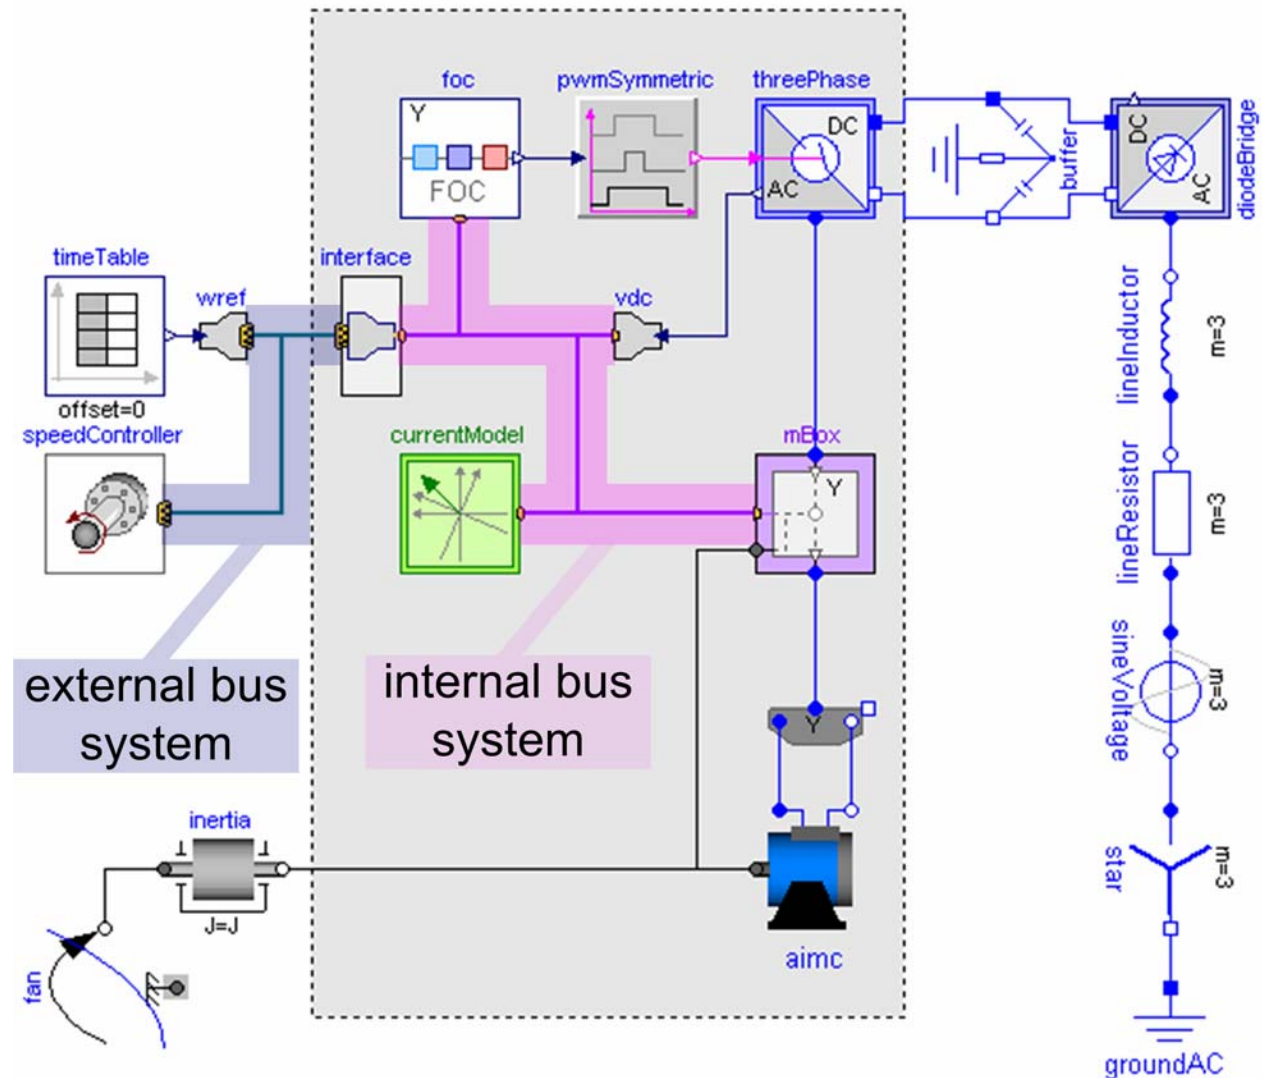 foc
pwmSymmetric
threePhase
Y
FOC
DC
AC
buffer
DC
AC
diodeBridge
timeTable
wref
interface
vdc
offset=0
lineInductor
m=3
speedController
currentModel
mBox
Y
lineResistor
m=3
external bus
system
internal bus
system
sineVoltage
m=3
Y
inertia
J=J
fan
aimc
star
m=3
groundAC